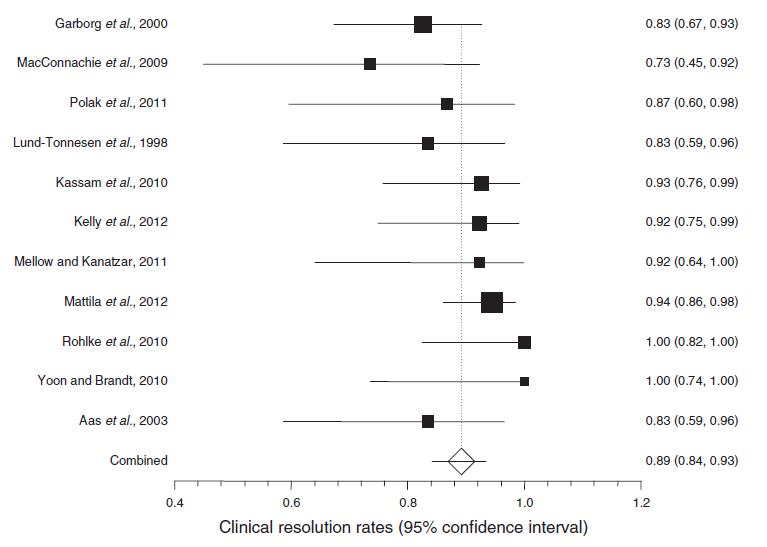 Garborg et al., 2000 0.83 (0.67, 0.93)
MacConnachie et al., 2009 0.73 (0.45, 0.92)
Polak et al., 2011 0.87 (0.60, 0.98)
Lund-Tonnesen et al., 1998 0.83 (0.59, 0.96)
Kassam et al., 2010 0.93 (0.76, 0.99)
Kelly et al., 2012 0.92 (0.75, 0.99)
Mellow and Kanatzar, 2011 0.92 (0.64, 1.00)
Mattila et al., 2012 0.94 (0.86, 0.98)
Rohlke et al., 2010 1.00 (0.82, 1.00)
Yoon and Brandt, 2010 1.00 (0.74, 1.00)
Aas et al., 2003 0.83 (0.59, 0.96)
Combined 0.89 (0.84, 0.93)
0.4 0.6 0.8 1.0 1.2
Clinical resolution rates (95% confidence interval)